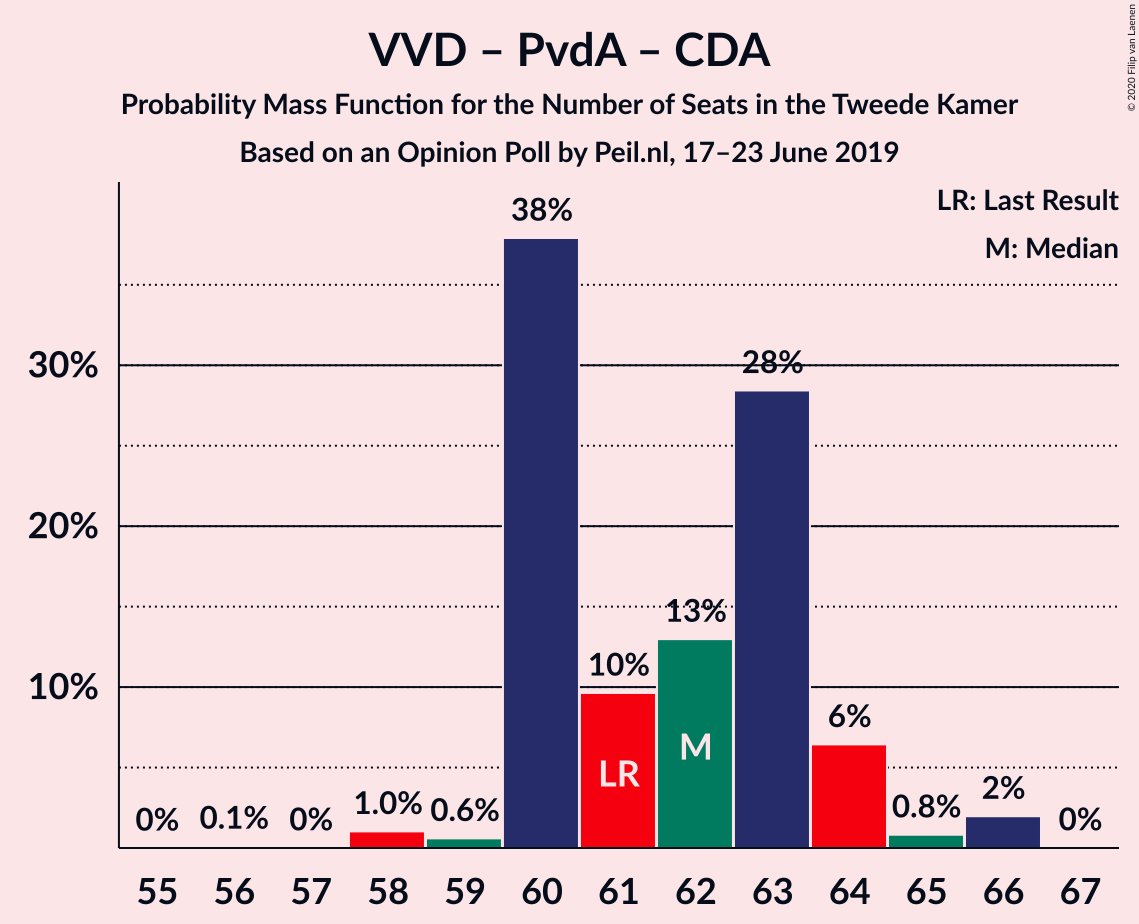 VVD – PvdA – CDA
Probability Mass Function for the Number of Seats in the Tweede Kamer
Based on an Opinion Poll by Peil.nl, 17–23 June 2019
© 2020 Filip van Laenen
LR: Last Result
M: Median
38%
30%
28%
20%
13%
10%
10%
6%
M
LR
0%
0.1%
0%
1.0%
0.6%
0.8%
2%
0%
55 56 57 58 59 60 61 62 63 64 65 66 67